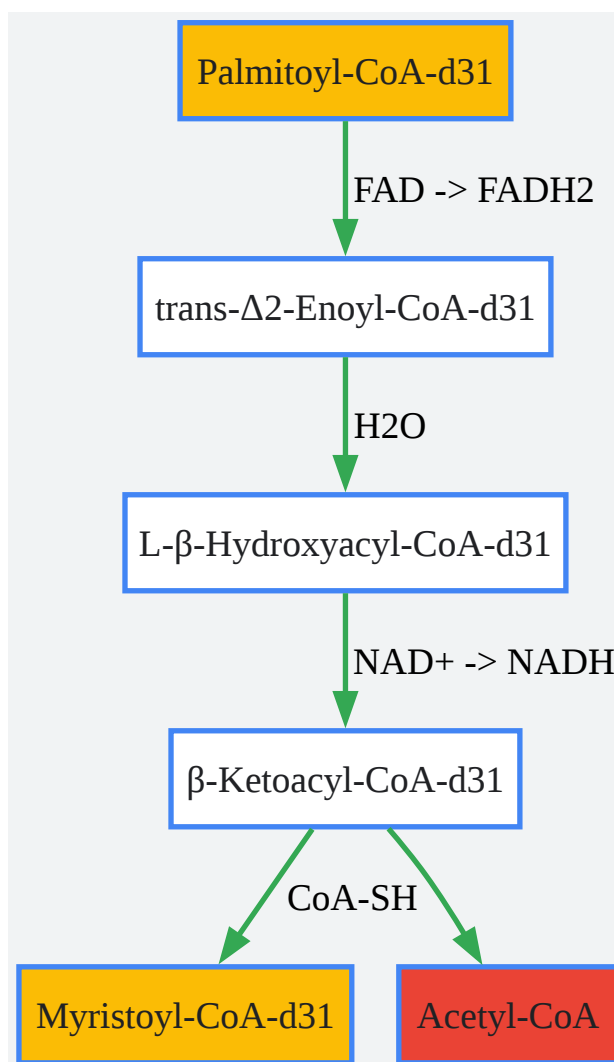 Palmitoyl-CoA-d31
FAD -> FADH2
trans-Δ2-Enoyl-CoA-d31
H2O
L-β-Hydroxyacyl-CoA-d31
NAD+ -> NADH
β-Ketoacyl-CoA-d31
CoA-SH
Myristoyl-CoA-d31
Acetyl-CoA